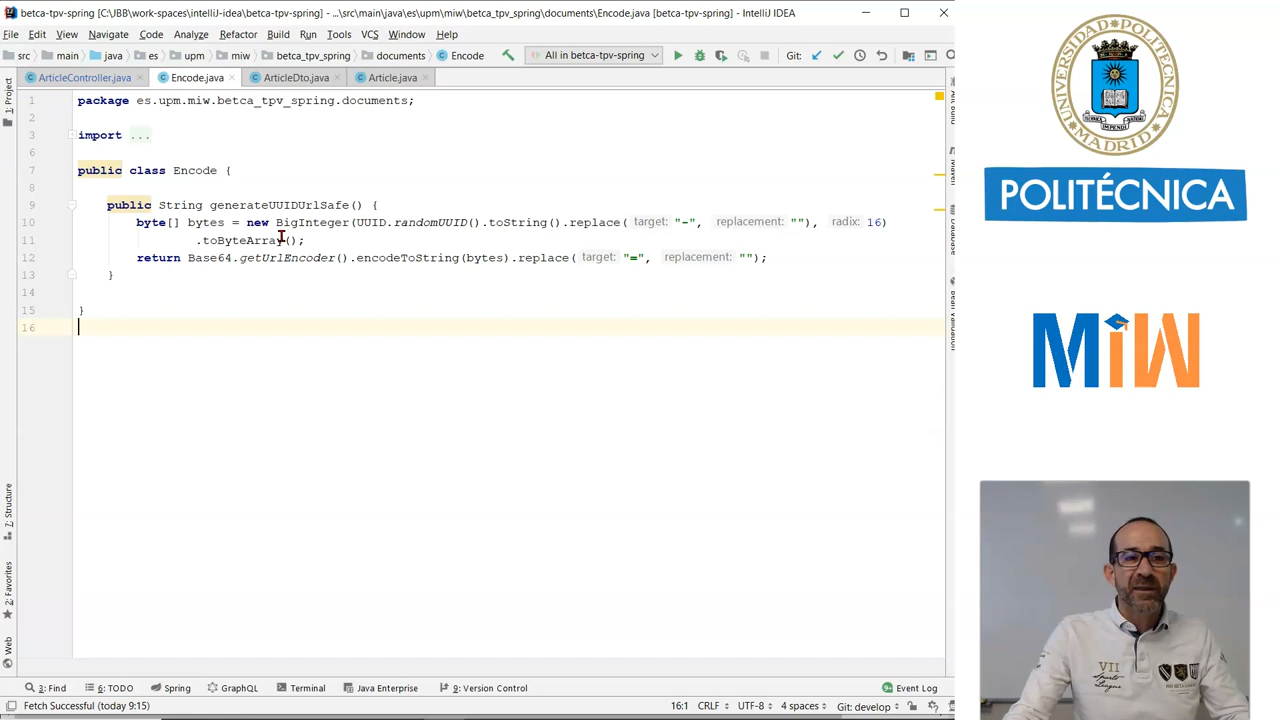 betca-tpv-spring [C:\JBB\work-spaces\intelliJ-idea\betca-tpv-spring] - ...\src\main\java\es\upm\miw\betca_tpv_spring\documents\Encode.java [betca-tpv-spring] - IntelliJ IDEA
File Edit View Navigate Code Analyze Refactor Build Run Tools VCS Window Help
src main java es upm miw betca_tpv_spring Encode All in betca-tpv-spring Git:
ArticleController.java Encode.java ArticleDto.java Article.java
1: Project
1 package es.upm.miw.betca_tpv_spring.documents;
2
3 import ...
6
7 public class Encode {
8
9 public String generateUUIDUrlSafe() {
10 byte[] bytes = new BigInteger(UUID.randomUUID().toString().replace( target: "-", replacement: ""), radix: 16)
11 .toByteArray();
12 return Base64.getUrlEncoder().encodeToString(bytes).replace( target: "=", replacement: "");
13 }
14
15 }
16
7: Structure
2: Favorites
Web
3: Find 6: TODO Spring GraphQL Terminal Java Enterprise 9: Version Control Event Log
Fetch Successful (today 9:15) 16:1 CRLF UTF-8 4 spaces Git: develop
UNIVERSIDAD POLITÉCNICA
MADRID
POLITÉCNICA
MiW
VII